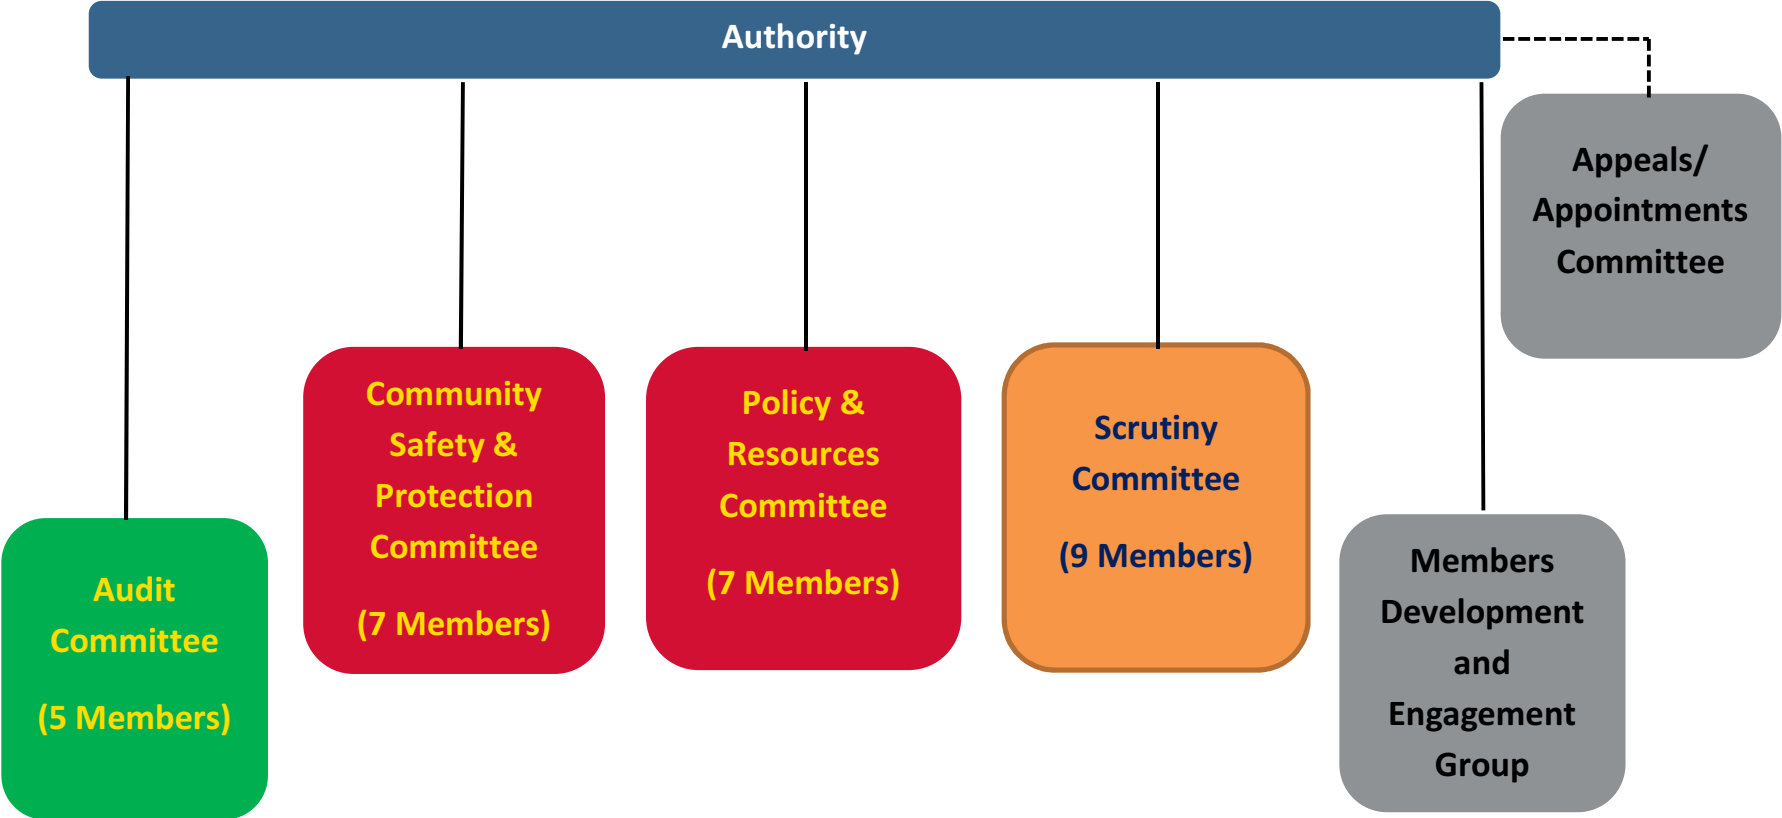 Authority
Appeals/
Appointments
Committee
Community
Safety &
Protection
Committee
(7 Members)
Policy &
Resources
Committee
(7 Members)
Scrutiny
Committee
(9 Members)
Audit
Committee
(5 Members)
Members
Development
and
Engagement
Group